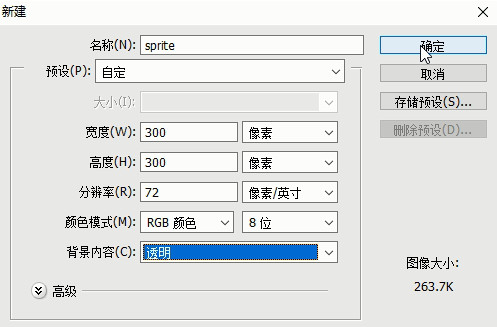 新建
名称(N): sprite
确定
预设(P): 自定
取消
大小(I):
存储预设(S)...
宽度(W): 300 像素
删除预设(D)...
高度(H): 300 像素
分辨率(R): 72 像素/英寸
颜色模式(M): RGB 颜色 8 位
背景内容(C): 透明
图像大小:
263.7K
高级